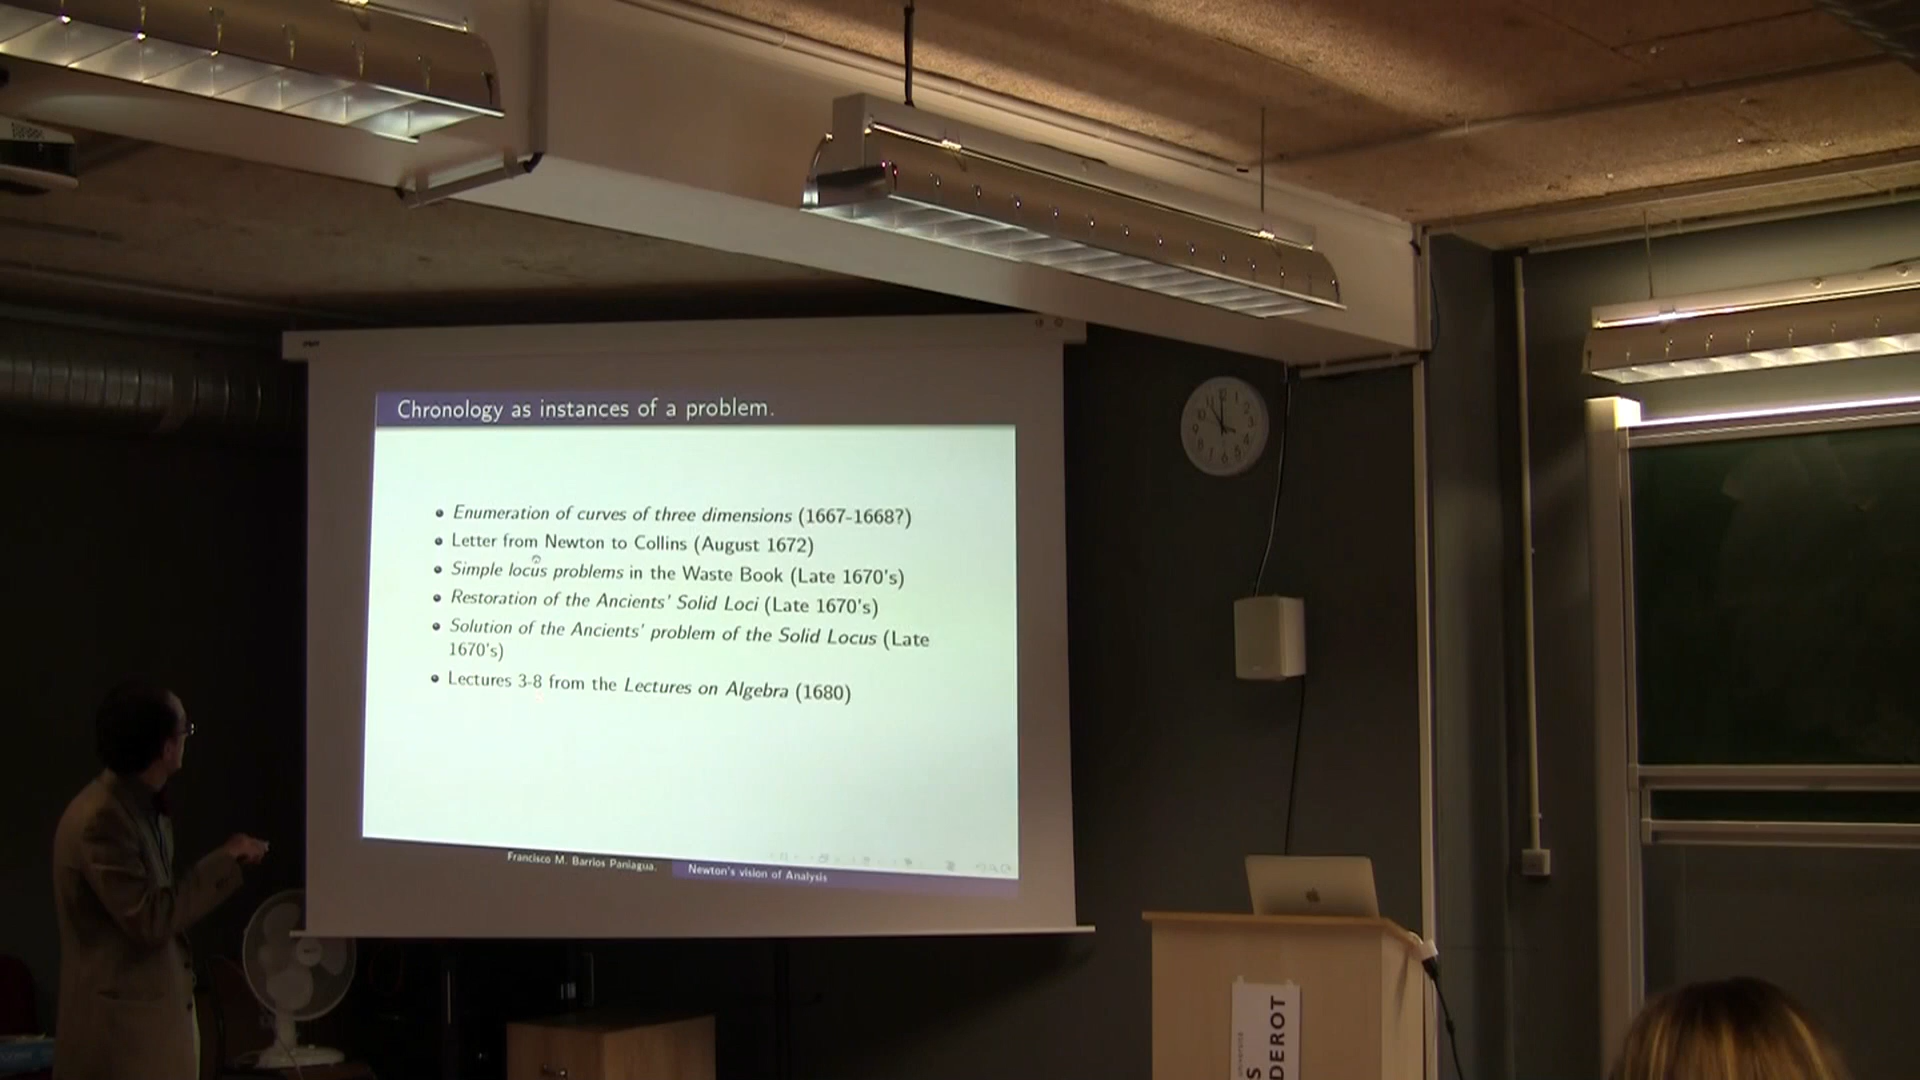 Chronology as instances of a problem.
Enumeration of curves of three dimensions (1667-1668?)
Letter from Newton to Collins (August 1672)
Simple locus problems in the Waste Book (Late 1670's)
Restoration of the Ancients' Solid Loci (Late 1670's)
Solution of the Ancients' problem of the Solid Locus (Late
1670's)
Lectures 3-8 from the Lectures on Algebra (1680)
Francisco M. Barrios Paniagua.
Newton's vision of Analysis
université
S
DEROT